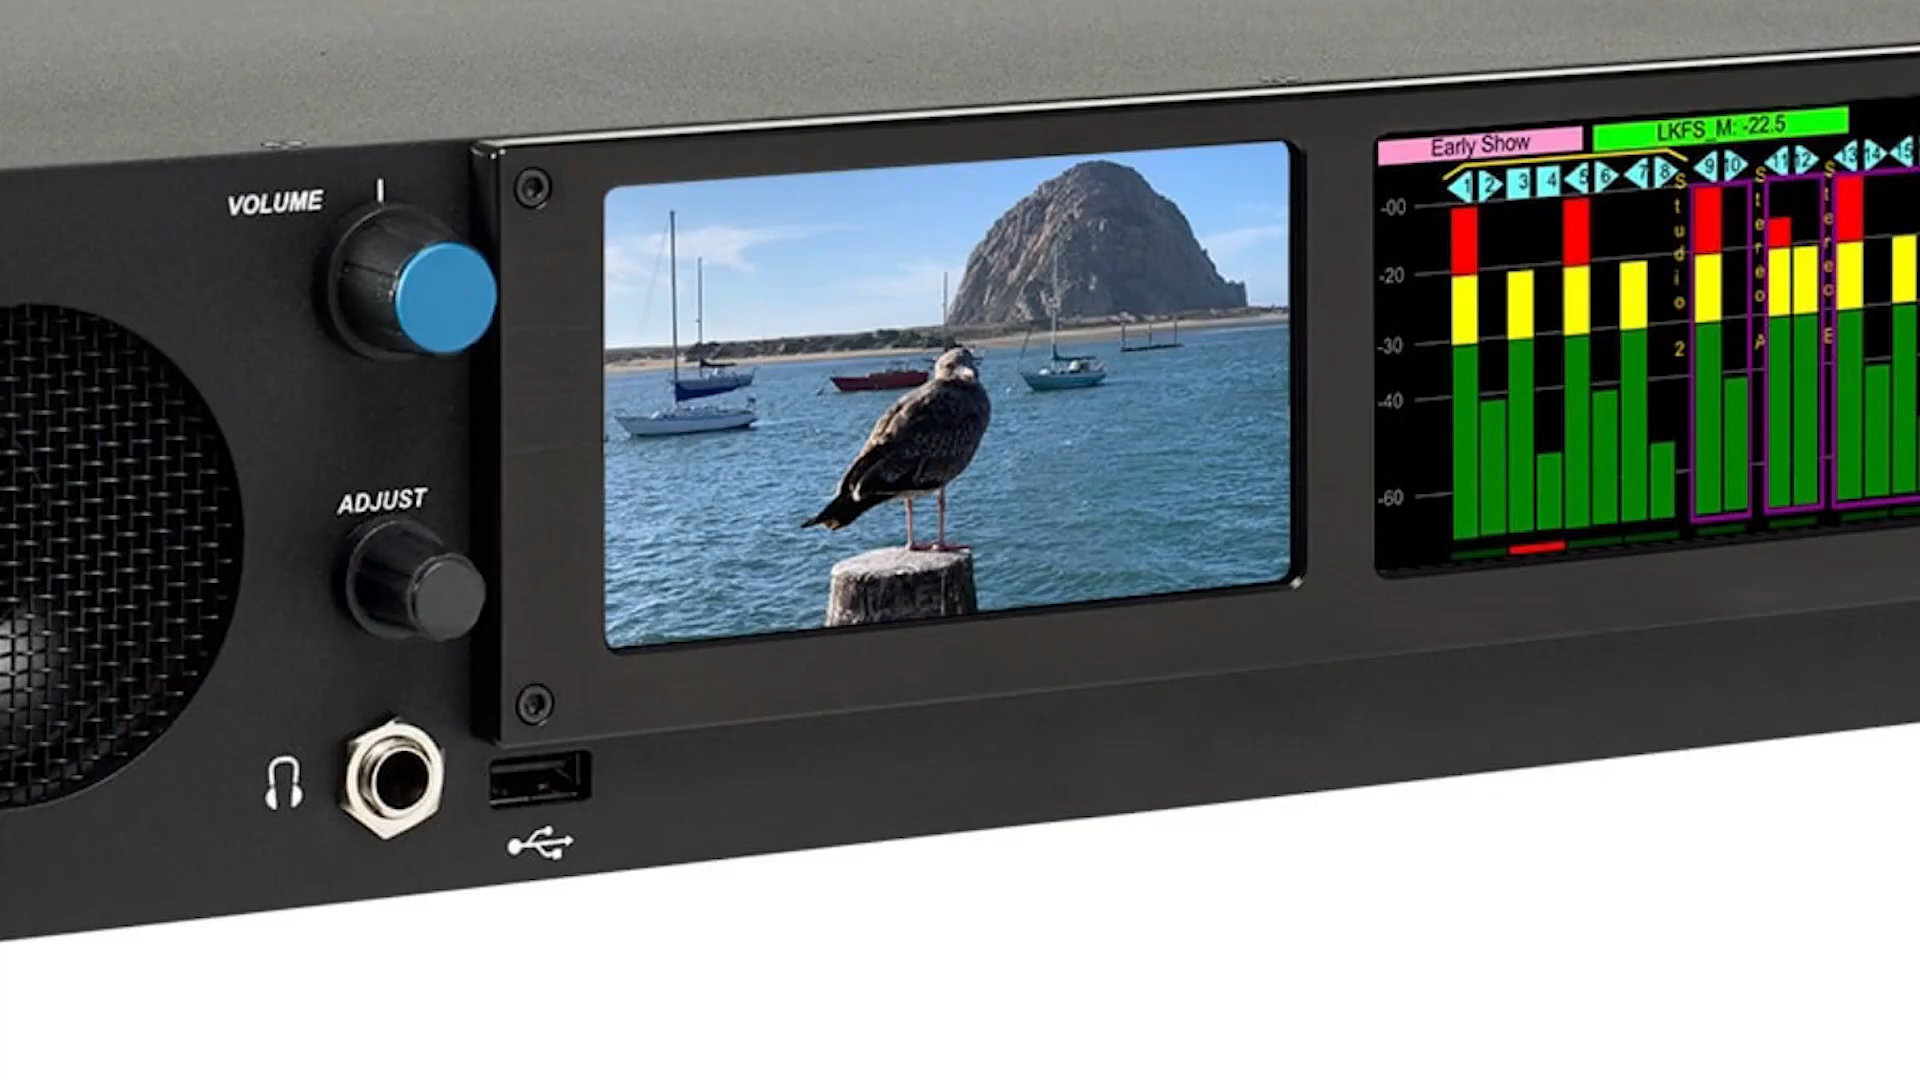 VOLUME
ADJUST
Early Show
LKFS_M: -22.5
1 2 3 4 5 6 7 8 9 10 11 12 13 14 15
-00
-20
-30
-40
-60
Studio 2
Stereo A
Stereo E